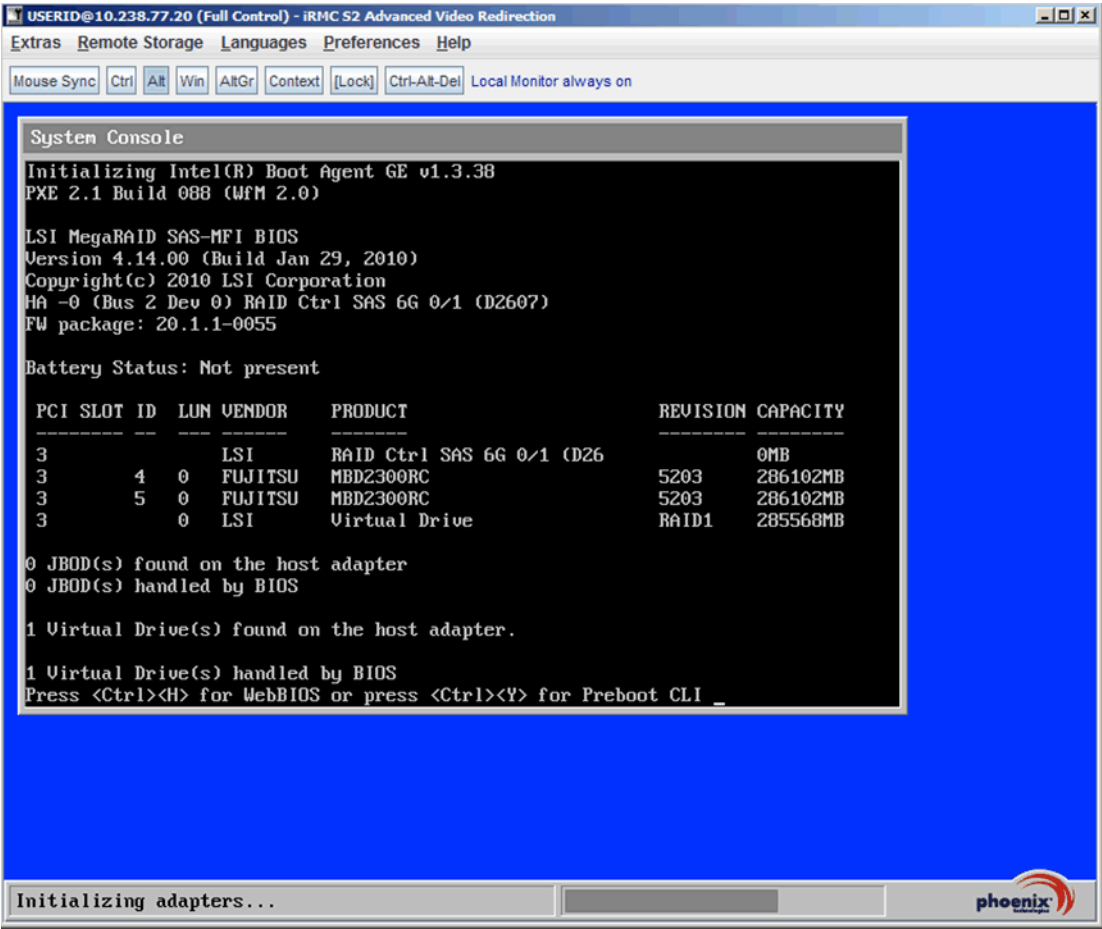 USERID@10.238.77.20 (Full Control) - iRMC S2 Advanced Video Redirection
Extras Remote Storage Languages Preferences Help
Mouse Sync Ctrl Alt Win AltGr Context [Lock] Ctrl-Alt-Del Local Monitor always on
System Console
Initializing Intel(R) Boot Agent GE v1.3.38
PXE 2.1 Build 088 (WfM 2.0)
LSI MegaRAID SAS-MFI BIOS
Version 4.14.00 (Build Jan 29, 2010)
Copyright(c) 2010 LSI Corporation
HA -0 (Bus 2 Dev 0) RAID Ctrl SAS 6G 0/1 (D2607)
FW package: 20.1.1-0055
Battery Status: Not present
PCI SLOT ID LUN VENDOR PRODUCT REVISION CAPACITY
-------- -- --- ------ ------- -------- --------
3 LSI RAID Ctrl SAS 6G 0/1 (D26 0MB
3 4 0 FUJITSU MBD2300RC 5203 286102MB
3 5 0 FUJITSU MBD2300RC 5203 286102MB
3 0 LSI Virtual Drive RAID1 285568MB
0 JBOD(s) found on the host adapter
0 JBOD(s) handled by BIOS
1 Virtual Drive(s) found on the host adapter.
1 Virtual Drive(s) handled by BIOS
Press <Ctrl><H> for WebBIOS or press <Ctrl><Y> for Preboot CLI _
Initializing adapters...
phoenix
technologies